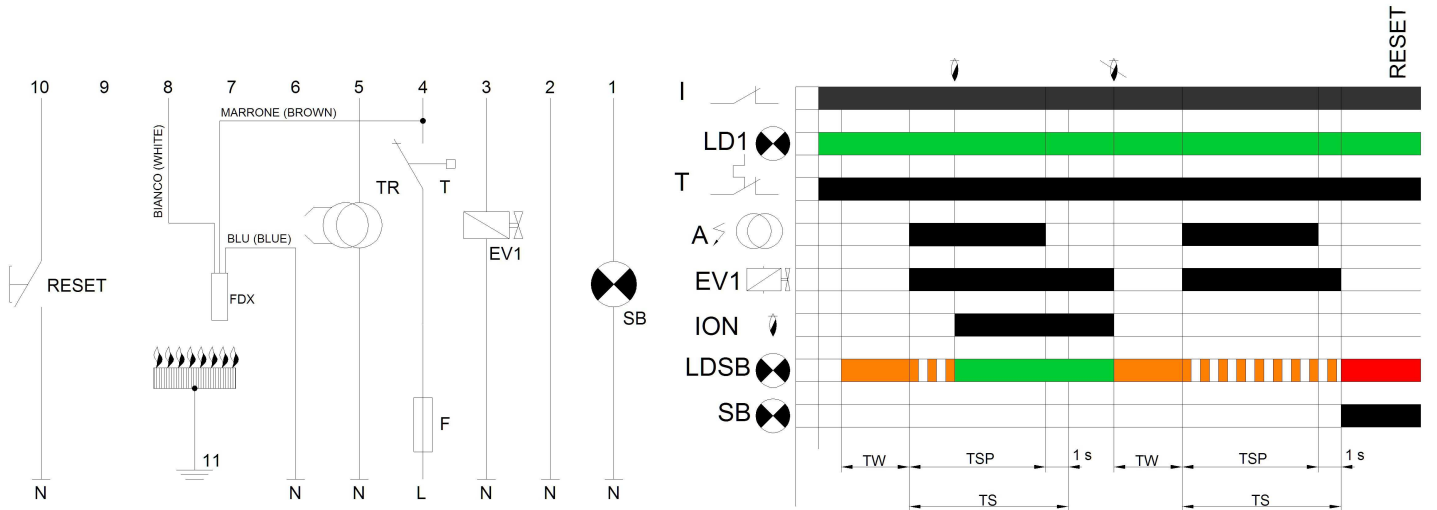 10 9 8 7 6 5 4 3 2 1
MARRONE (BROWN)
BIANCO (WHITE)
TR T
BLU (BLUE)
EV1
RESET
FDX
SB
F
11
N N N L N N N
RESET
I
LD1
T
A
EV1
ION
LDSB
SB
TW TSP 1 s TW TSP 1 s
TS TS